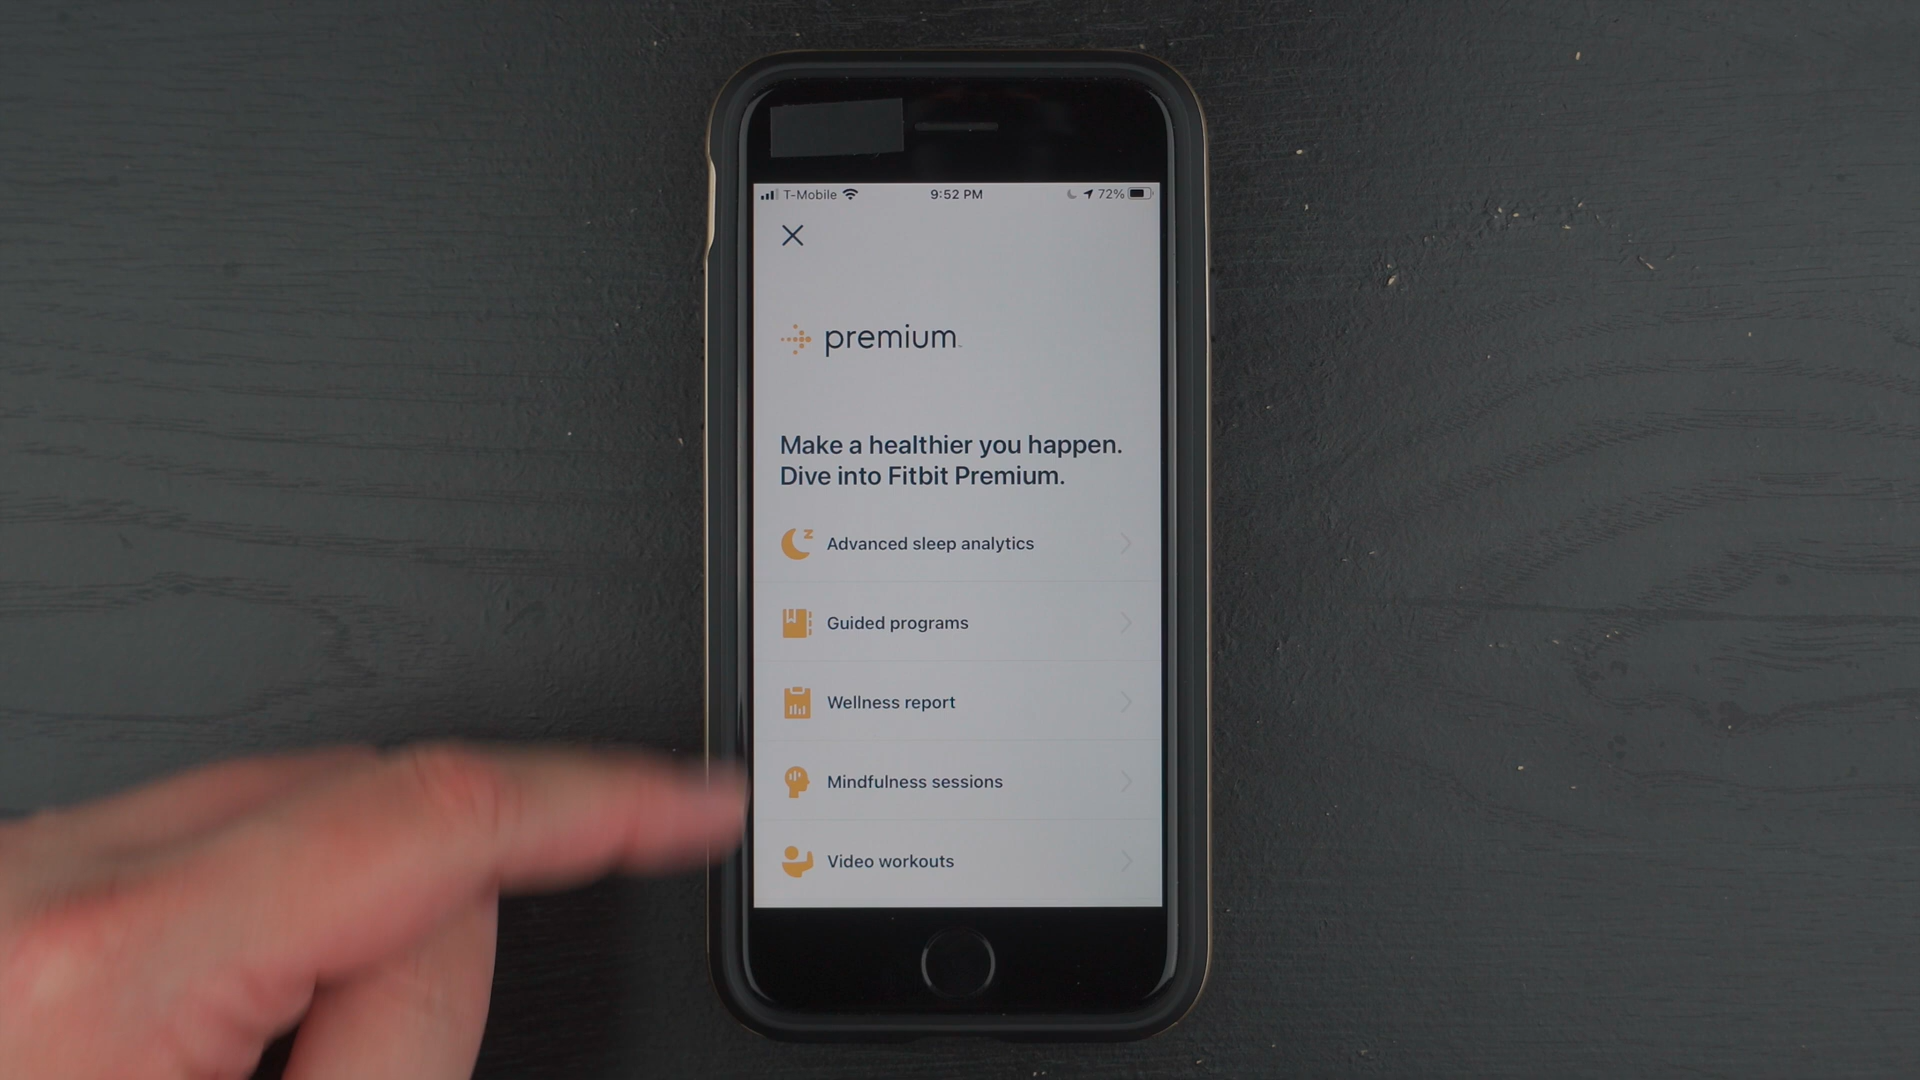 T-Mobile 9:52 PM 72%
premium
Make a healthier you happen.
Dive into Fitbit Premium.
Advanced sleep analytics
Guided programs
Wellness report
Mindfulness sessions
Video workouts